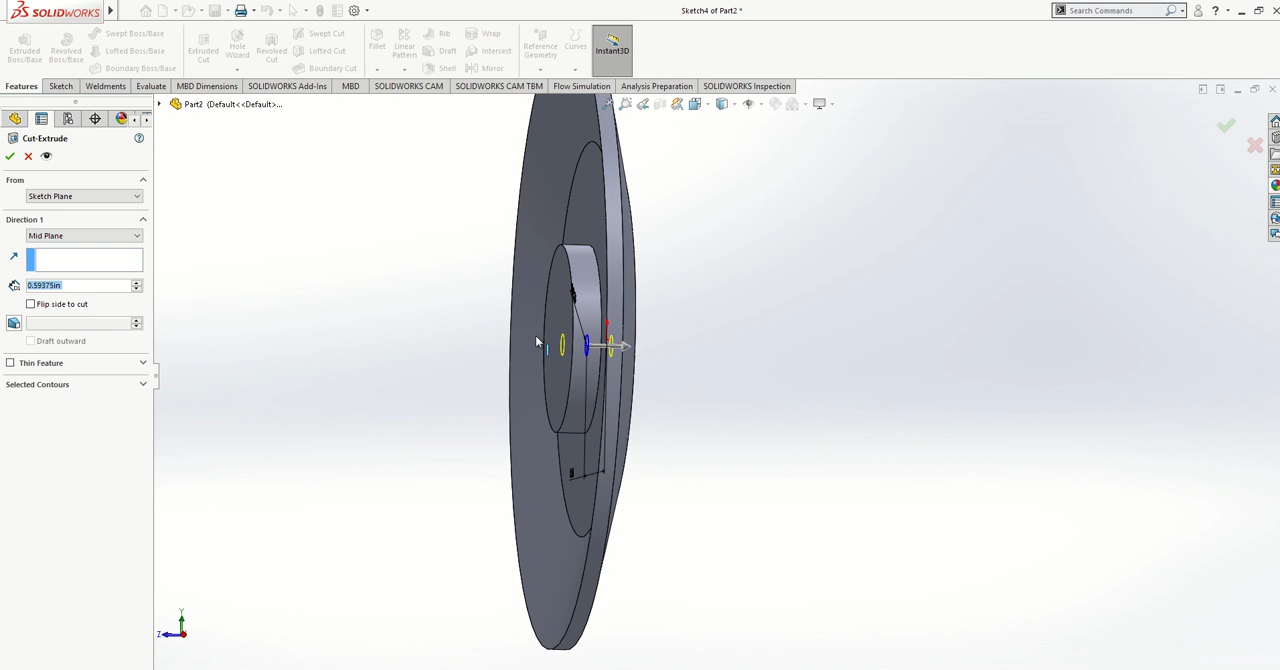 SOLIDWORKS
Sketch4 of Part2 *
Search Commands
?
Extruded Boss/Base
Revolved Boss/Base
Swept Boss/Base
Lofted Boss/Base
Boundary Boss/Base
Extruded Cut
Hole Wizard
Revolved Cut
Swept Cut
Lofted Cut
Boundary Cut
Fillet
Linear Pattern
Rib
Draft
Shell
Wrap
Intersect
Mirror
Reference Geometry
Curves
Instant3D
Features
Sketch
Weldments
Evaluate
MBD Dimensions
SOLIDWORKS Add-Ins
MBD
SOLIDWORKS CAM
SOLIDWORKS CAM TBM
Flow Simulation
Analysis Preparation
SOLIDWORKS Inspection
Part2 (Default<<Default>...
Cut-Extrude
From
Sketch Plane
Direction 1
Mid Plane
0.59375in
Flip side to cut
Draft outward
Thin Feature
Selected Contours
Y
Z